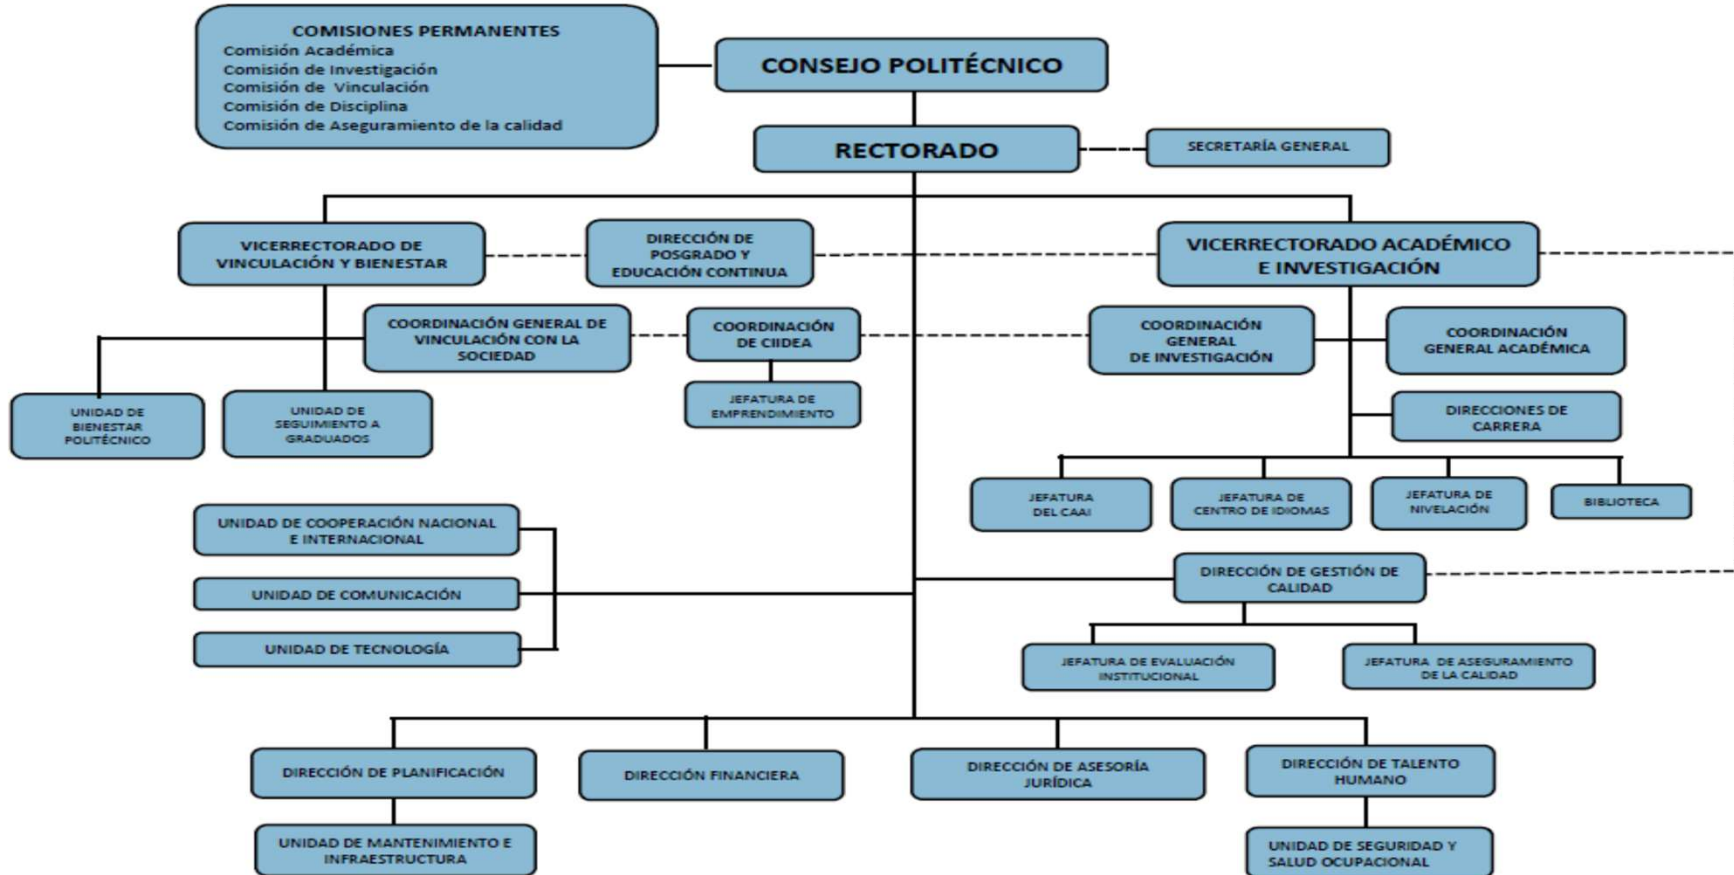 COMISIONES PERMANENTES
Comisión Académica
Comisión de Investigación
Comisión de Vinculación
Comisión de Disciplina
Comisión de Aseguramiento de la calidad
CONSEJO POLITÉCNICO
RECTORADO
SECRETARÍA GENERAL
VICERRECTORADO DE
VINCULACIÓN Y BIENESTAR
DIRECCIÓN DE
POSGRADO Y
EDUCACIÓN CONTINUA
VICERRECTORADO ACADÉMICO
E INVESTIGACIÓN
COORDINACIÓN GENERAL DE
VINCULACIÓN CON LA
SOCIEDAD
COORDINACIÓN
DE CIIDEA
COORDINACIÓN
GENERAL
DE INVESTIGACIÓN
COORDINACIÓN
GENERAL ACADÉMICA
UNIDAD DE
BIENESTAR
POLITÉCNICO
UNIDAD DE
SEGUIMIENTO A
GRADUADOS
JEFATURA DE
EMPRENDIMIENTO
DIRECCIONES DE
CARRERA
JEFATURA
DEL CAAI
JEFATURA DE
CENTRO DE IDIOMAS
JEFATURA DE
NIVELACIÓN
BIBLIOTECA
UNIDAD DE COOPERACIÓN NACIONAL
E INTERNACIONAL
UNIDAD DE COMUNICACIÓN
UNIDAD DE TECNOLOGÍA
DIRECCIÓN DE GESTIÓN DE
CALIDAD
JEFATURA DE EVALUACIÓN
INSTITUCIONAL
JEFATURA DE ASEGURAMIENTO
DE LA CALIDAD
DIRECCIÓN DE PLANIFICACIÓN
DIRECCIÓN FINANCIERA
DIRECCIÓN DE ASESORÍA
JURÍDICA
DIRECCIÓN DE TALENTO
HUMANO
UNIDAD DE MANTENIMIENTO E
INFRAESTRUCTURA
UNIDAD DE SEGURIDAD Y
SALUD OCUPACIONAL